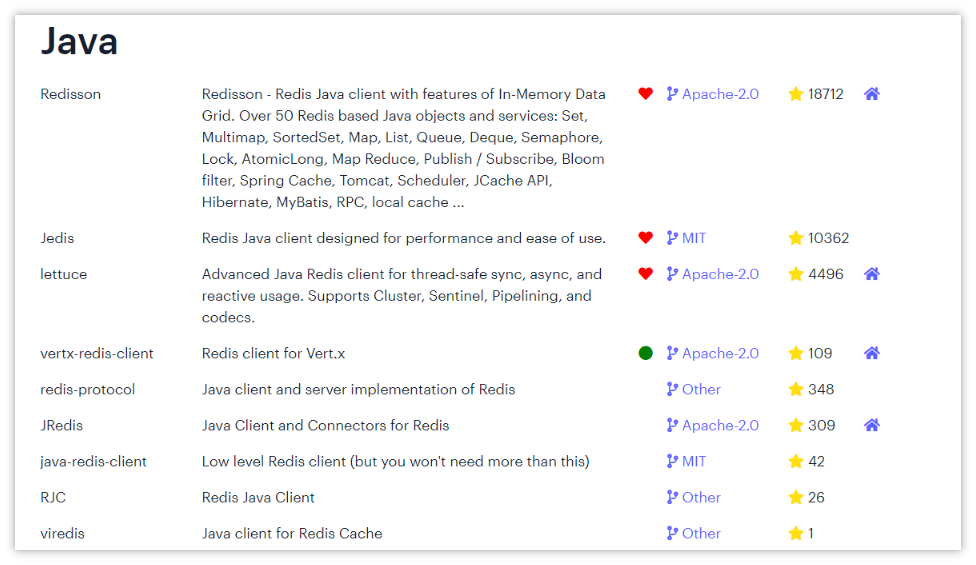 Java
Redisson Redisson - Redis Java client with features of In-Memory Data Apache-2.0 18712
Grid. Over 50 Redis based Java objects and services: Set,
Multimap, SortedSet, Map, List, Queue, Deque, Semaphore,
Lock, AtomicLong, Map Reduce, Publish / Subscribe, Bloom
filter, Spring Cache, Tomcat, Scheduler, JCache API,
Hibernate, MyBatis, RPC, local cache ...
Jedis Redis Java client designed for performance and ease of use. MIT 10362
lettuce Advanced Java Redis client for thread-safe sync, async, and Apache-2.0 4496
reactive usage. Supports Cluster, Sentinel, Pipelining, and
codecs.
vertx-redis-client Redis client for Vert.x Apache-2.0 109
redis-protocol Java client and server implementation of Redis Other 348
JRedis Java Client and Connectors for Redis Apache-2.0 309
java-redis-client Low level Redis client (but you won't need more than this) MIT 42
RJC Redis Java Client Other 26
viredis Java client for Redis Cache Other 1